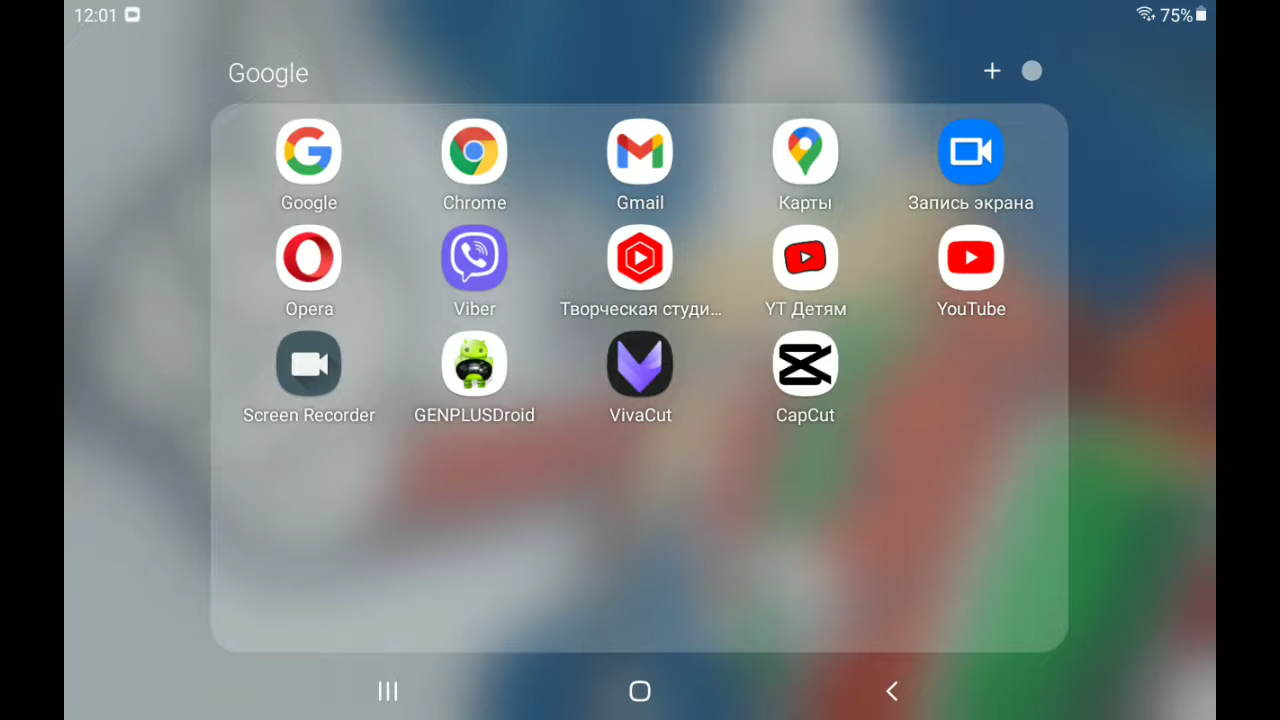 12:01
75%
Google
Google
Chrome
Gmail
Карты
Запись экрана
Opera
Viber
Творческая студи...
YT Детям
YouTube
Screen Recorder
GENPLUSDroid
VivaCut
CapCut